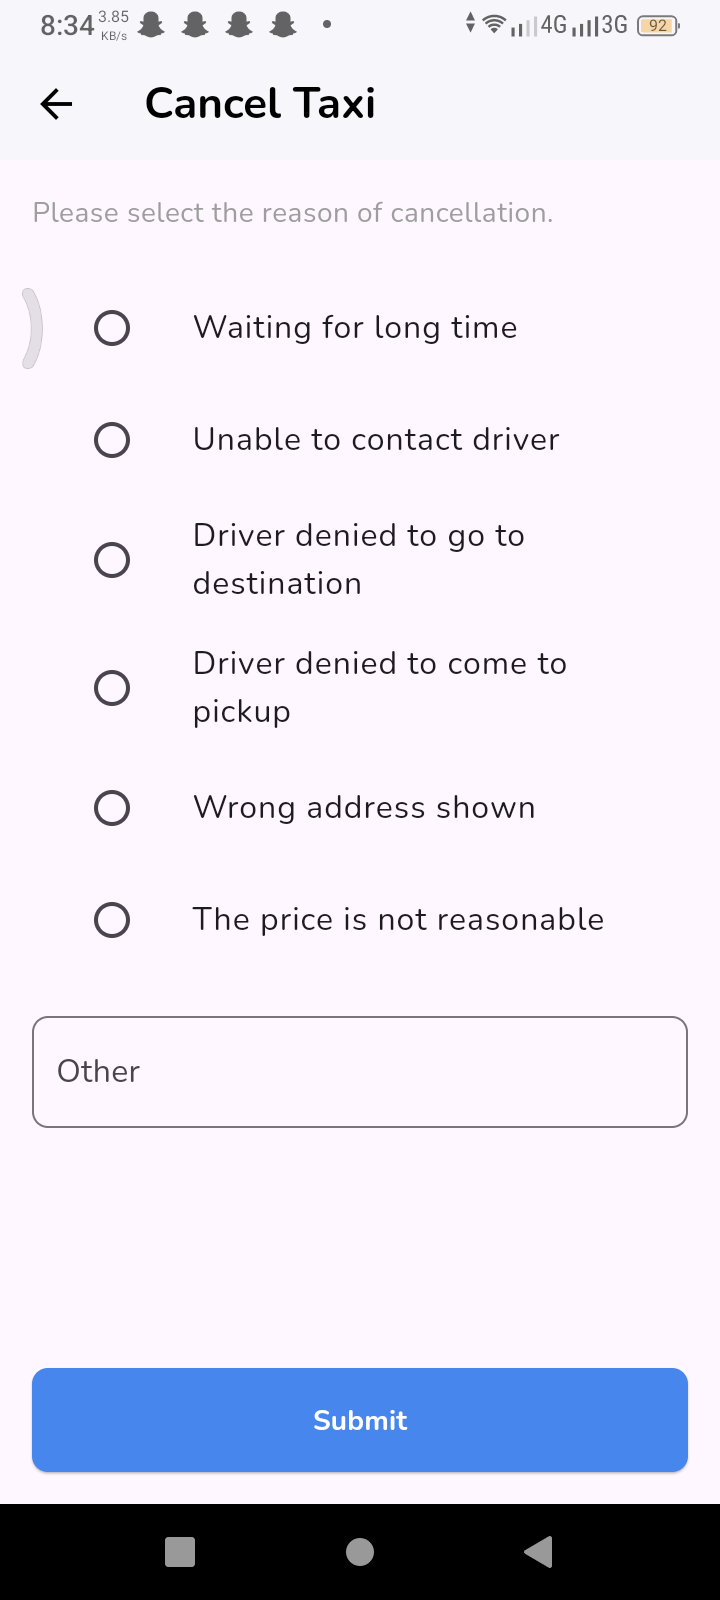 8:34 3.85 KB/s 4G 3G 92
Cancel Taxi
Please select the reason of cancellation.
Waiting for long time
Unable to contact driver
Driver denied to go to
destination
Driver denied to come to
pickup
Wrong address shown
The price is not reasonable
Other
Submit